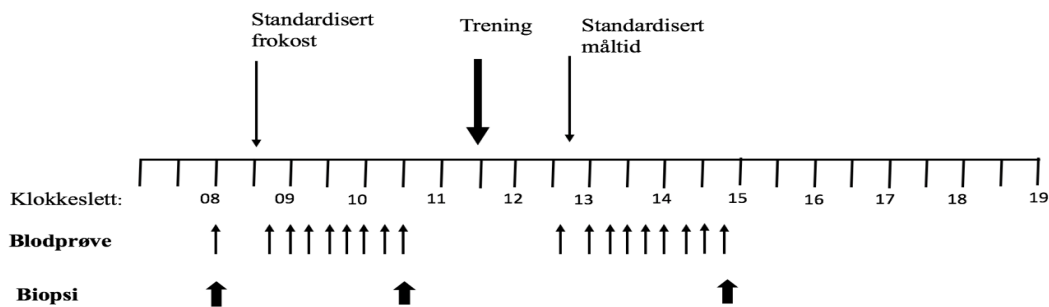 Standardisert
frokost
Trening
Standardisert
måltid
Klokkeslett:
08 09 10 11 12 13 14 15 16 17 18 19
Blodprøve
Biopsi